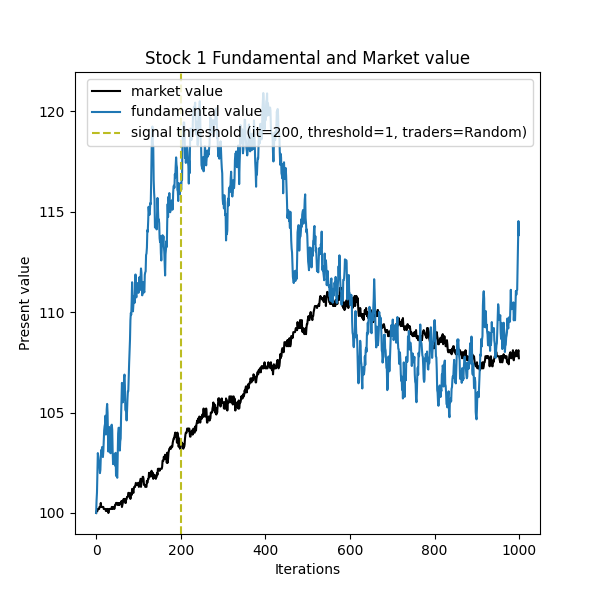 Stock 1 Fundamental and Market value
market value
fundamental value
signal threshold (it=200, threshold=1, traders=Random)
120
115
110
105
100
Present value
0 200 400 600 800 1000
Iterations